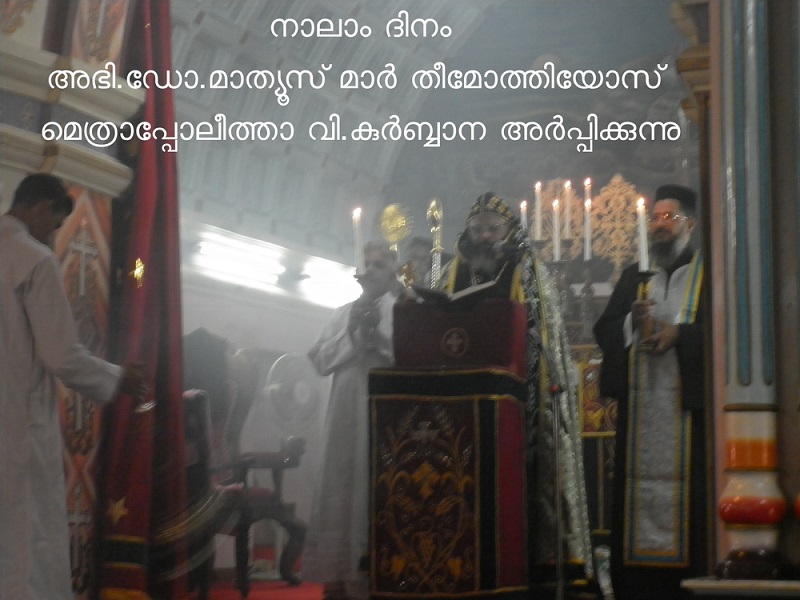 നാലാം ദിനം
അഭി.ഡോ.മാത്യൂസ് മാർ തീമോത്തിയോസ്
മെത്രാപ്പോലീത്താ വി.കുർബ്ബാന അർപ്പിക്കുന്നു